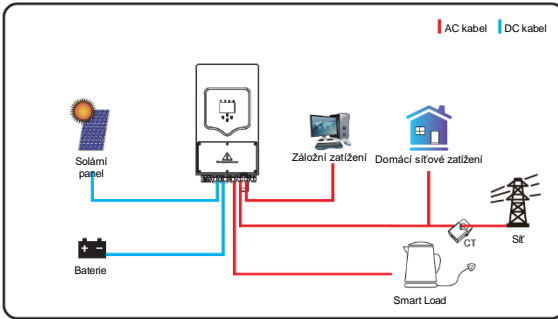 AC kabel
DC kabel
Solární
panel
Záložní zatížení
Domácí síťové zatížení
CT
Síť
Baterie
Smart Load